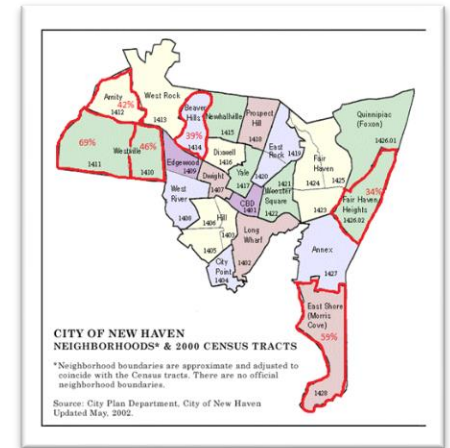 Amity
42%
1412
West Rock
1413
Beaver
Hills
39%
1414
Newhallville
1415
Prospect
Hill
Quinnipiac
(Foxon)
1426.01
69%
1411
Westville
46%
1410
Edgewood
1409
Dixwell
1416
East
Rock
1419
Fair
Haven
1424
1425
Dwight
1407
Yale
1417
1420
1421
Wooster
Square
1422
34%
Fair Haven
Heights
1426.02
West
River
1408
CBD
1401
1423
Hill
1403
1405
Long
Wharf
1402
City
Point
1404
Annex
1427
East Shore
(Morris
Cove)
59%
CITY OF NEW HAVEN
NEIGHBORHOODS* & 2000 CENSUS TRACTS
*Neighborhood boundaries are approximate and adjusted to
coincide with the Census tracts. There are no official
neighborhood boundaries.
Source: City Plan Department, City of New Haven
Updated May, 2002.